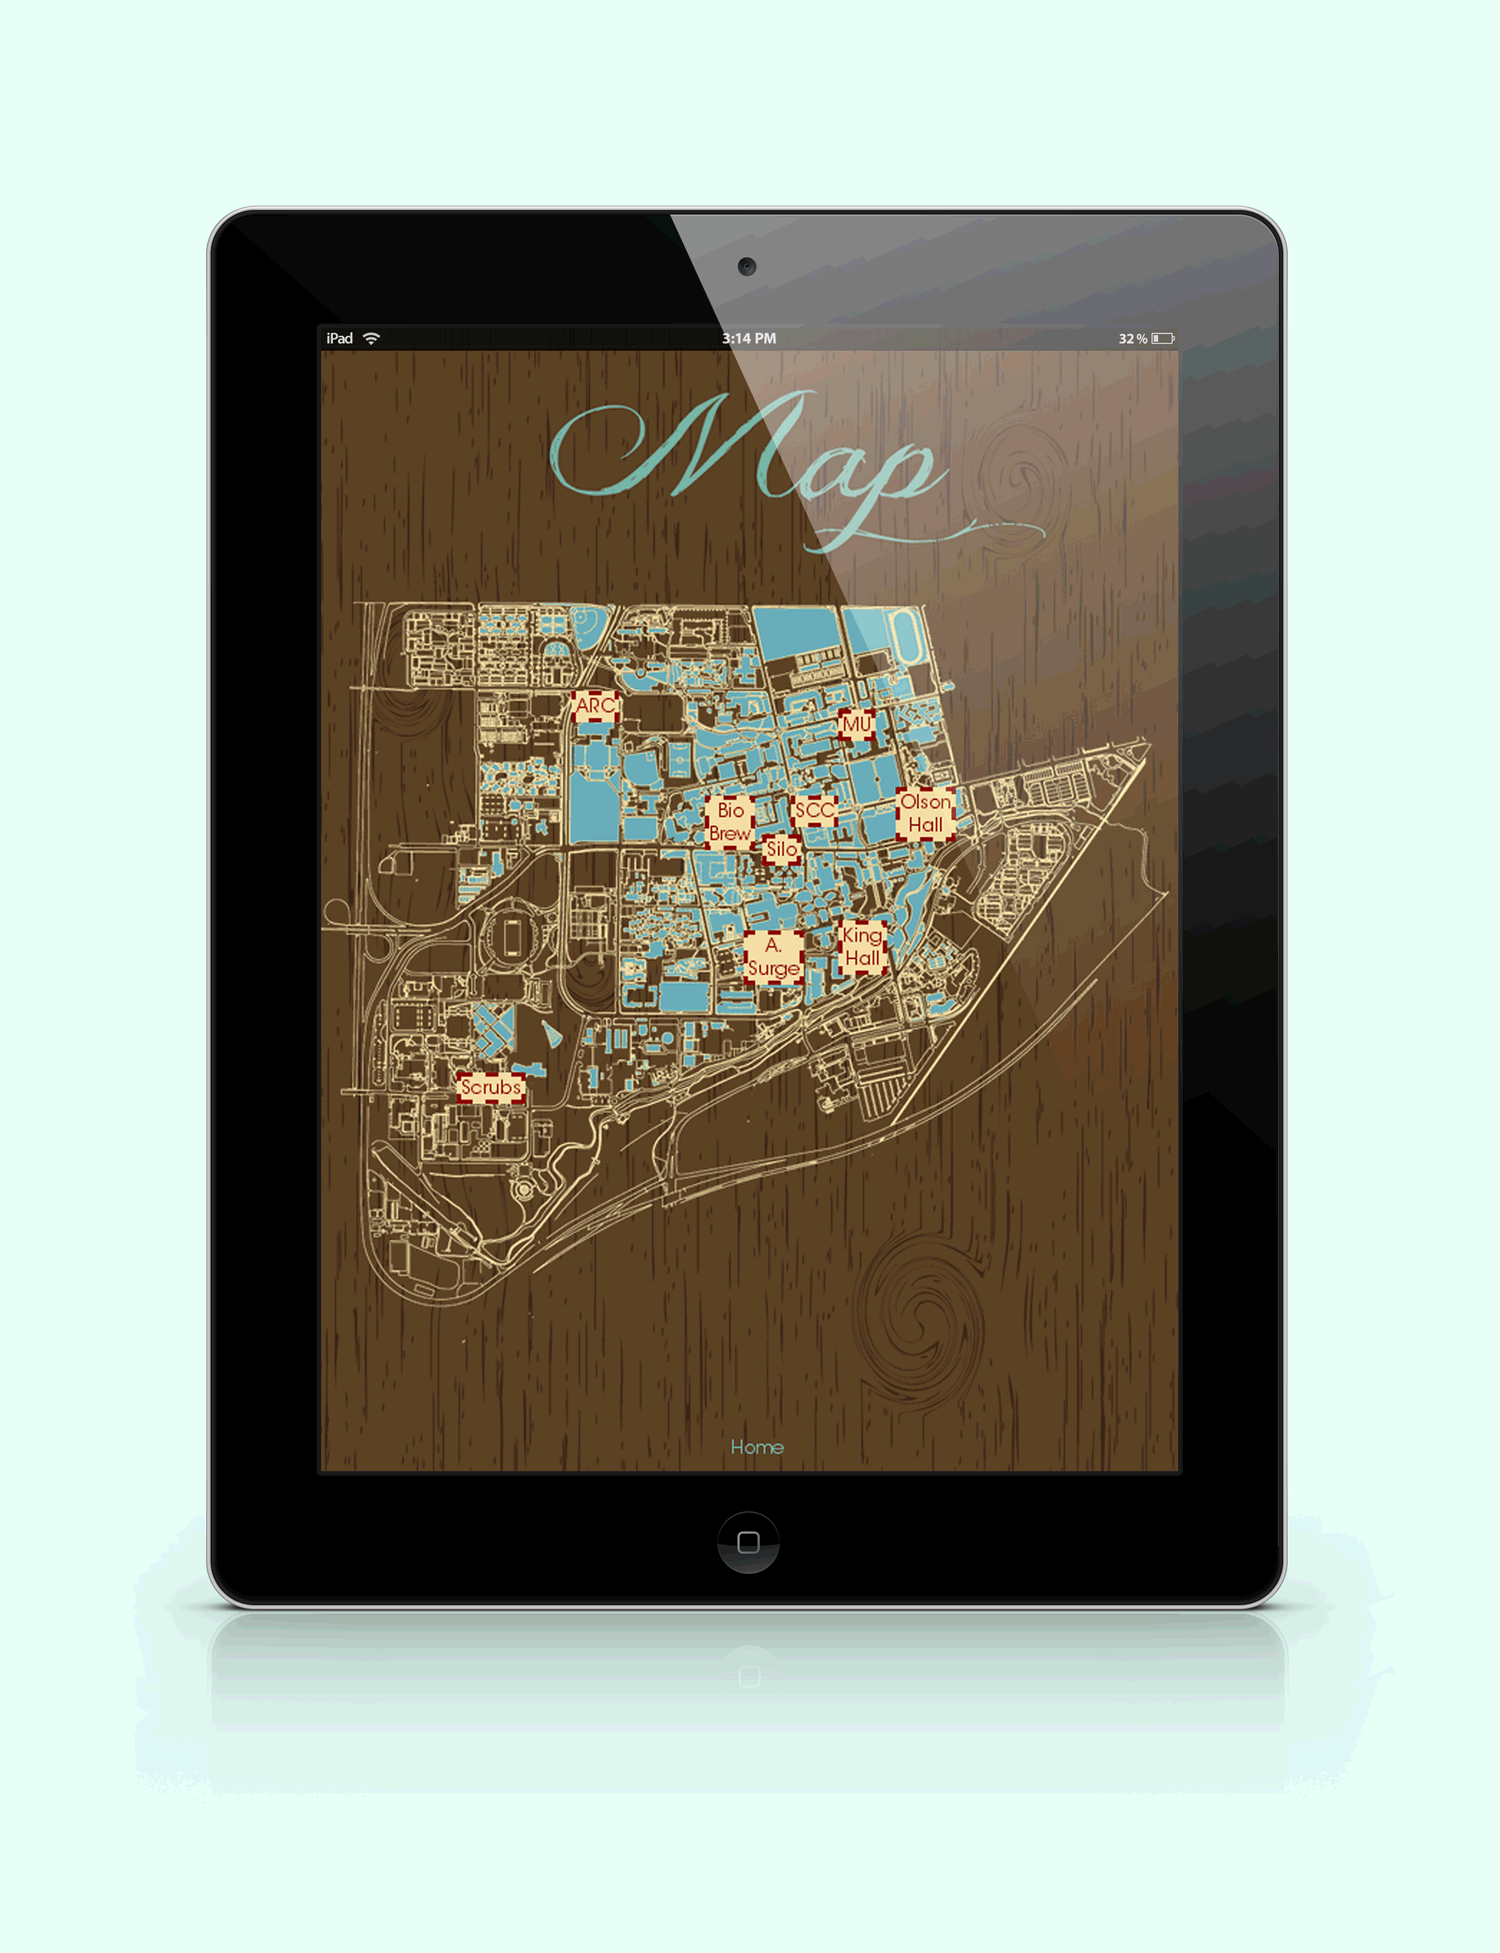 iPad
3:14 PM
32%
Map
ARC
MU
Bio
Brew
SCC
Olson
Hall
Silo
A.
Surge
King
Hall
Scrubs
Home